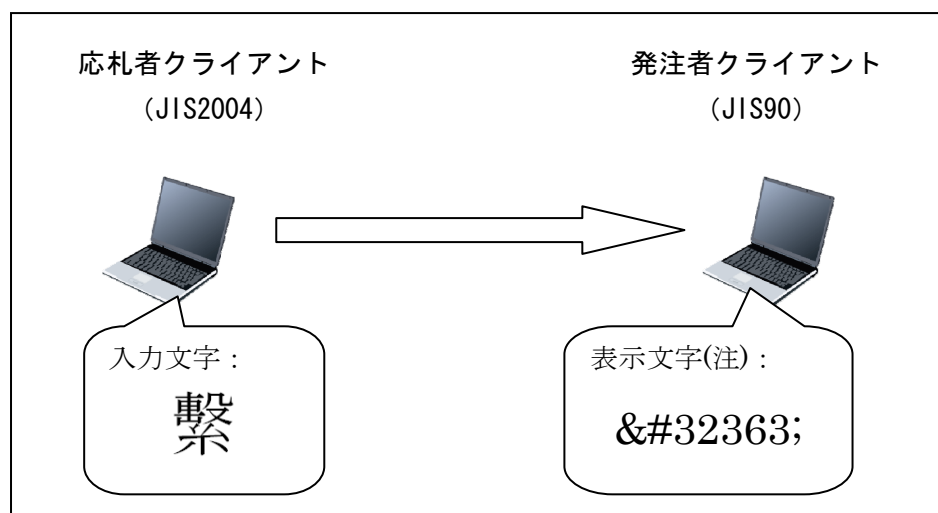 応札者クライアント
(JIS2004)
発注者クライアント
(JIS90)
入力文字：
繫
表示文字(注)：
&#32363;